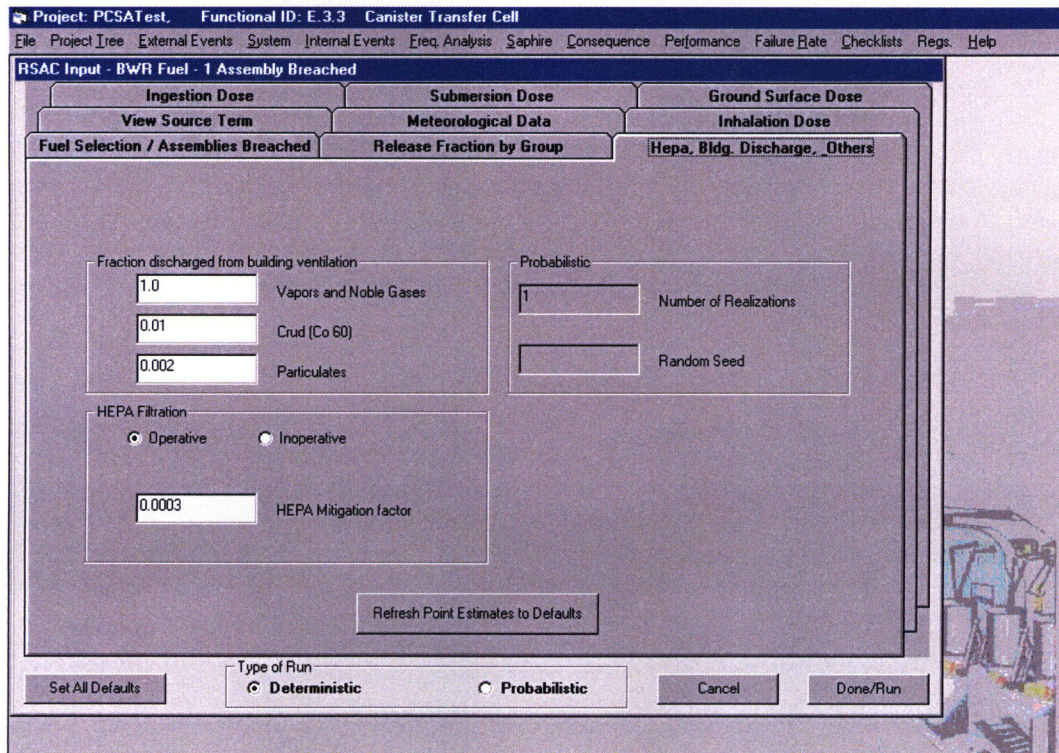 Project: PCSATest, Functional ID: E.3.3 Canister Transfer Cell
File Project Tree External Events System Internal Events Freq. Analysis Saphire Consequence Performance Failure Rate Checklists Regs. Help
RSAC Input - BWR Fuel - 1 Assembly Breached
Ingestion Dose Submersion Dose Ground Surface Dose
View Source Term Meteorological Data Inhalation Dose
Fuel Selection / Assemblies Breached Release Fraction by Group Hepa, Bldg. Discharge, _Others
Fraction discharged from building ventilation
1.0 Vapors and Noble Gases
0.01 Crud (Co 60)
0.002 Particulates
Probabilistic
1 Number of Realizations
Random Seed
HEPA Filtration
Operative Inoperative
0.0003 HEPA Mitigation factor
Refresh Point Estimates to Defaults
Set All Defaults
Type of Run
Deterministic Probabilistic
Cancel
Done/Run